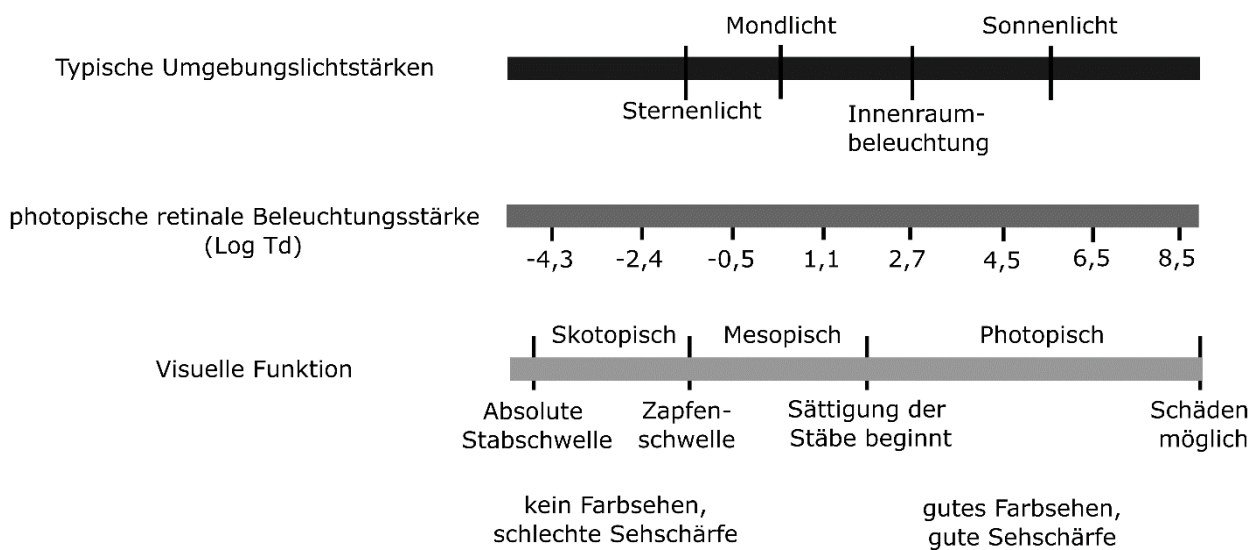 Mondlicht
Sonnenlicht
Typische Umgebungslichtstärken
Sternenlicht
Innenraum-
beleuchtung
photopische retinale Beleuchtungsstärke
(Log Td)
-4,3 -2,4 -0,5 1,1 2,7 4,5 6,5 8,5
Skotopisch
Mesopisch
Photopisch
Visuelle Funktion
Absolute
Stabschwelle
Zapfen-
schwelle
Sättigung der
Stäbe beginnt
Schäden
möglich
kein Farbsehen,
schlechte Sehschärfe
gutes Farbsehen,
gute Sehschärfe